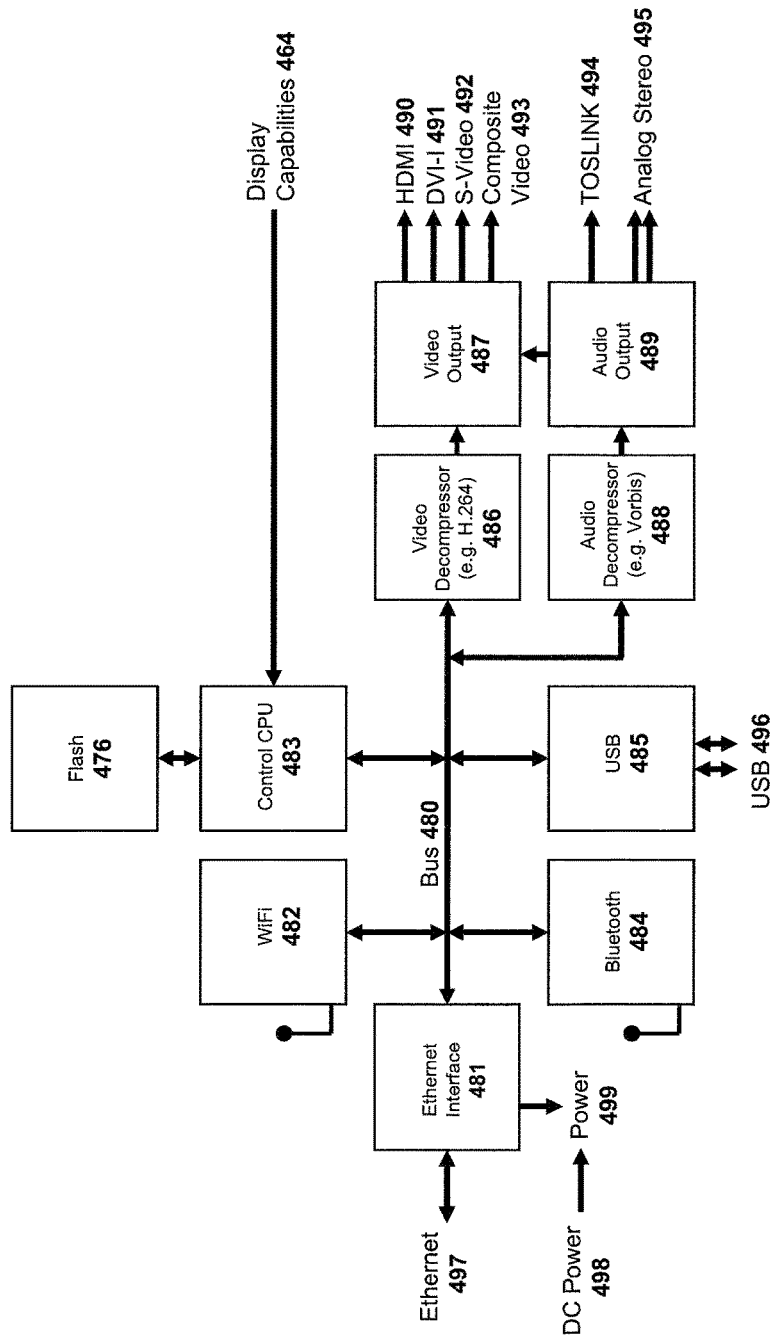 Flash
476
Control CPU
483
WiFi
482
Display
Capabilities 464
Bus 480
Ethernet
Interface
481
Ethernet
497
DC Power
498
Power
499
Bluetooth
484
USB
485
USB 496
Video
Decompressor
(e.g. H.264)
486
Video
Output
487
HDMI 490
DVI-I 491
S-Video 492
Composite
Video 493
Audio
Decompressor
(e.g. Vorbis)
488
Audio
Output
489
TOSLINK 494
Analog Stereo 495